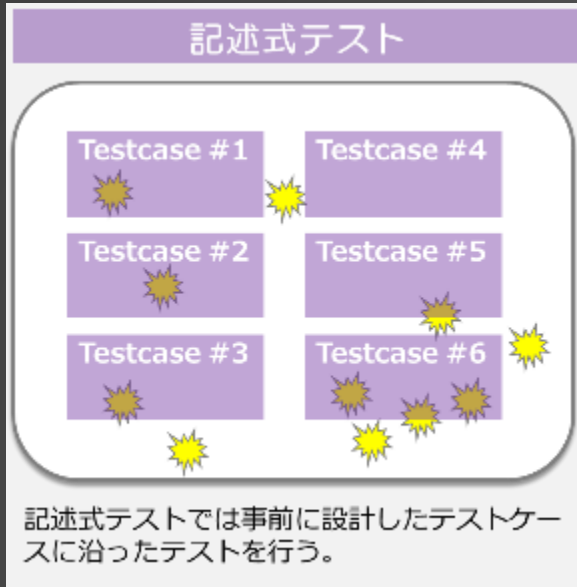 記述式テスト
Testcase #1
Testcase #4
Testcase #2
Testcase #5
Testcase #3
Testcase #6
記述式テストでは事前に設計したテストケー
スに沿ったテストを行う。